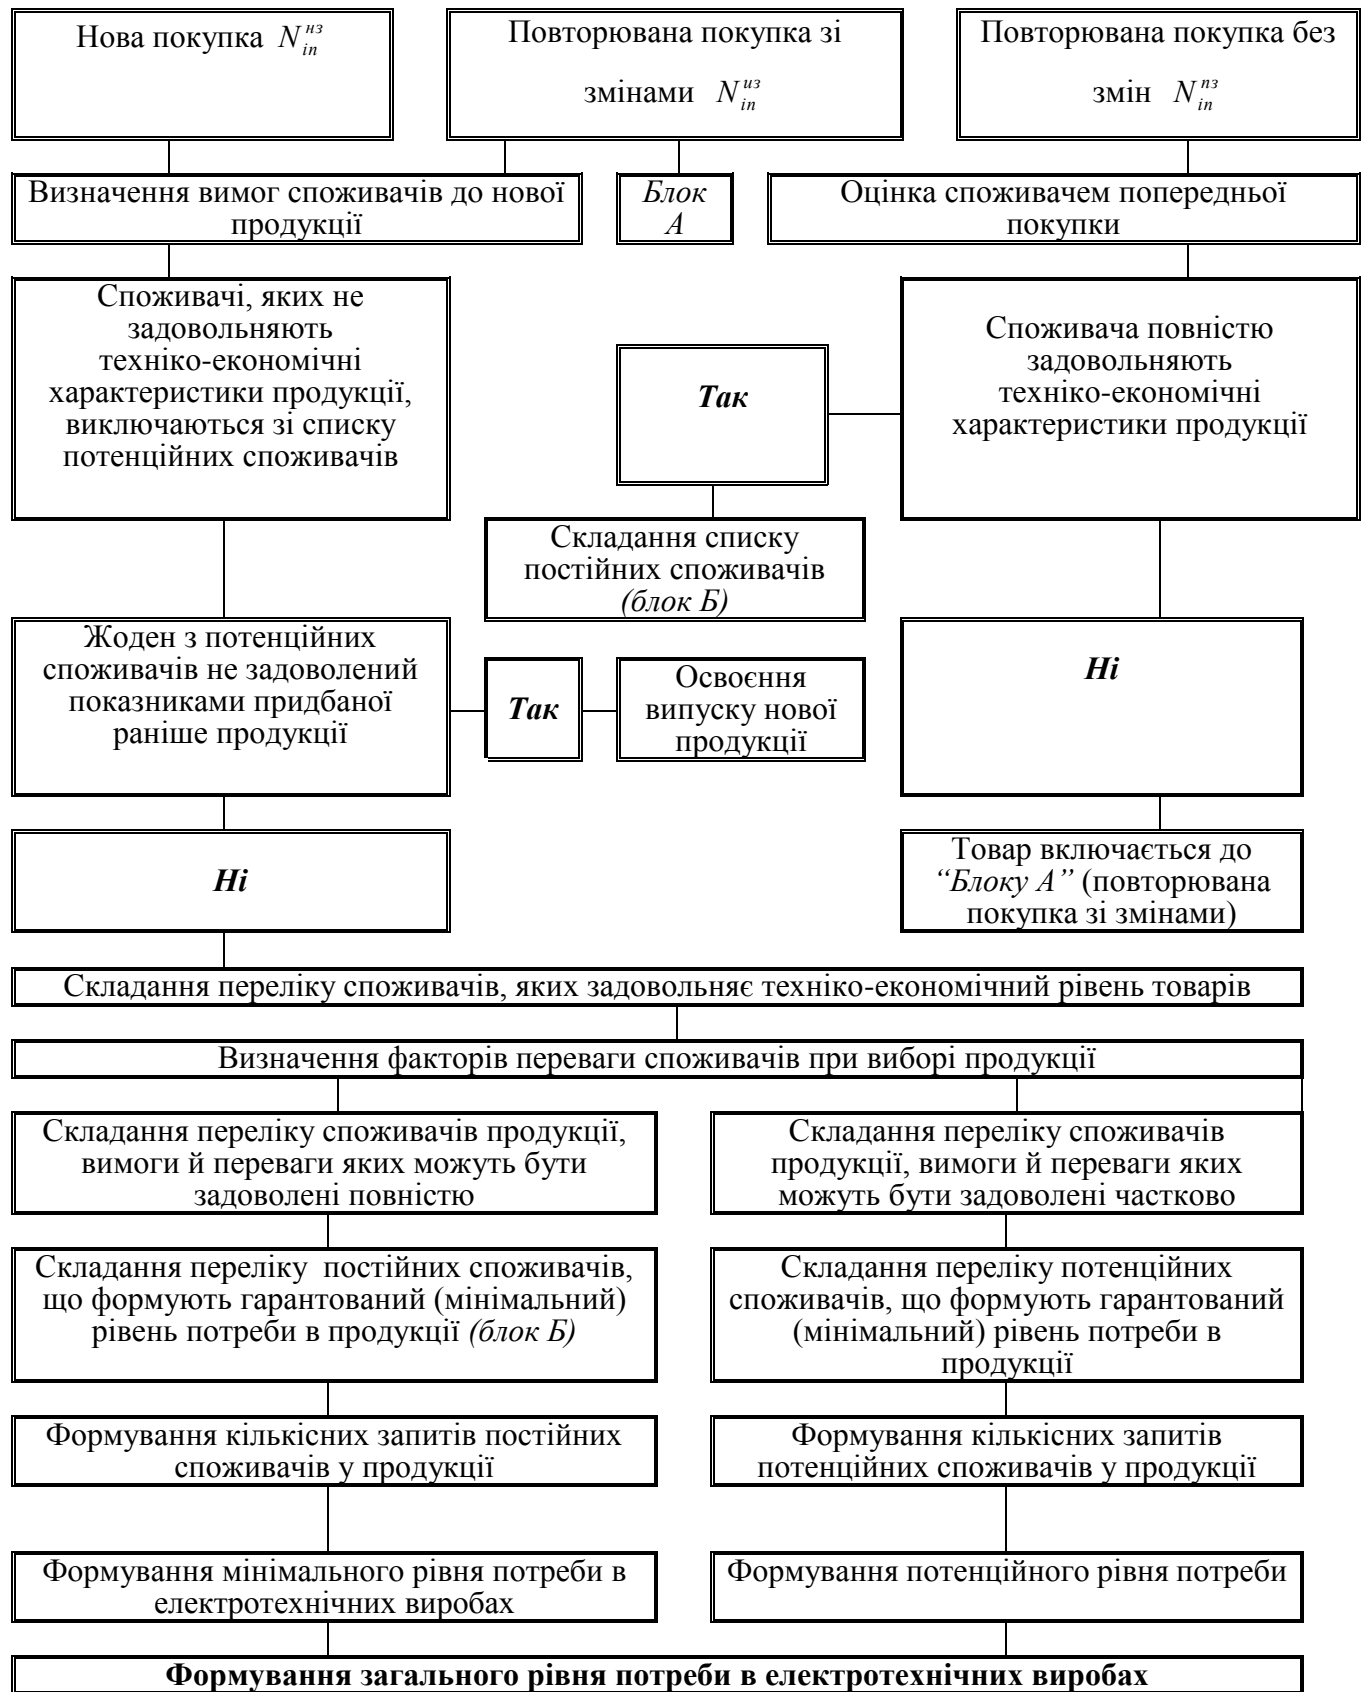 Нова покупка N_{in}^{нз}
Повторювана покупка зі
змінами N_{in}^{из}
Повторювана покупка без
змін N_{in}^{пз}
Визначення вимог споживачів до нової
продукції
Блок
А
Оцінка споживачем попередньої
покупки
Споживачі, яких не
задовольняють
техніко-економічні
характеристики продукції,
виключаються зі списку
потенційних споживачів
Так
Споживача повністю
задовольняють
техніко-економічні
характеристики продукції
Складання списку
постійних споживачів
(блок Б)
Жоден з потенційних
споживачів не задоволений
показниками придбаної
раніше продукції
Так
Освоєння
випуску нової
продукції
Ні
Ні
Товар включається до
“Блоку А” (повторювана
покупка зі змінами)
Складання переліку споживачів, яких задовольняє техніко-економічний рівень товарів
Визначення факторів переваги споживачів при виборі продукції
Складання переліку споживачів продукції,
вимоги й переваги яких можуть бути
задоволені повністю
Складання переліку споживачів
продукції, вимоги й переваги яких
можуть бути задоволені частково
Складання переліку постійних споживачів,
що формують гарантований (мінімальний)
рівень потреби в продукції (блок Б)
Складання переліку потенційних
споживачів, що формують гарантований
(мінімальний) рівень потреби в
продукції
Формування кількісних запитів постійних
споживачів у продукції
Формування кількісних запитів
потенційних споживачів у продукції
Формування мінімального рівня потреби в
електротехнічних виробах
Формування потенційного рівня потреби
Формування загального рівня потреби в електротехнічних виробах